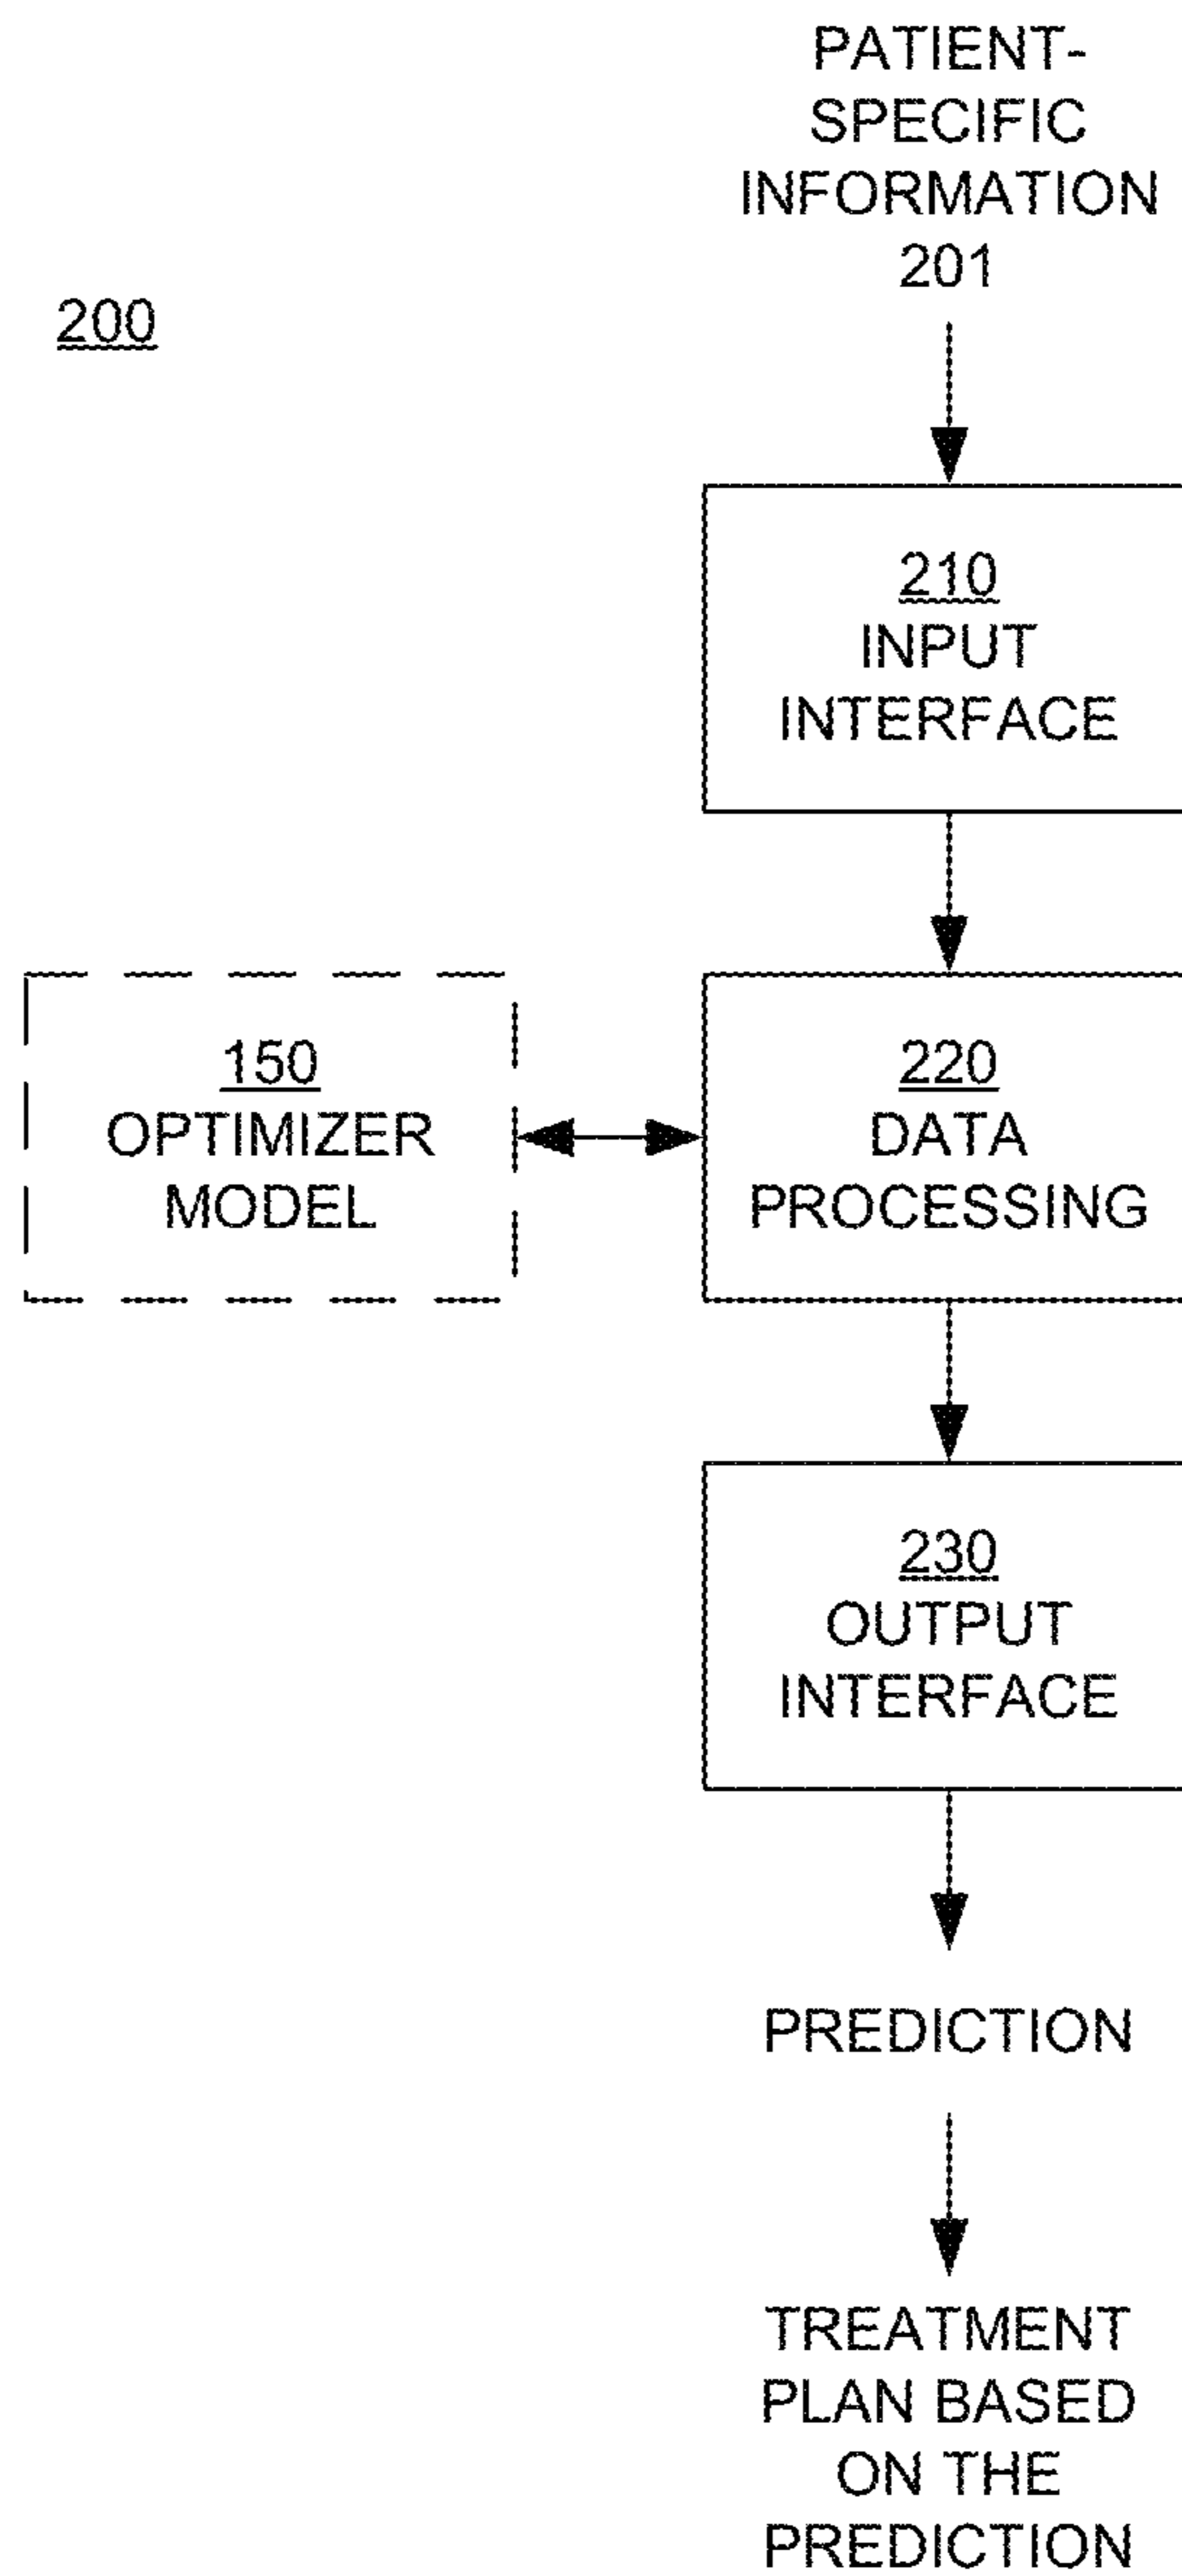 PATIENT-
SPECIFIC
INFORMATION
201
200
210
INPUT
INTERFACE
150
OPTIMIZER
MODEL
220
DATA
PROCESSING
230
OUTPUT
INTERFACE
PREDICTION
TREATMENT
PLAN BASED
ON THE
PREDICTION